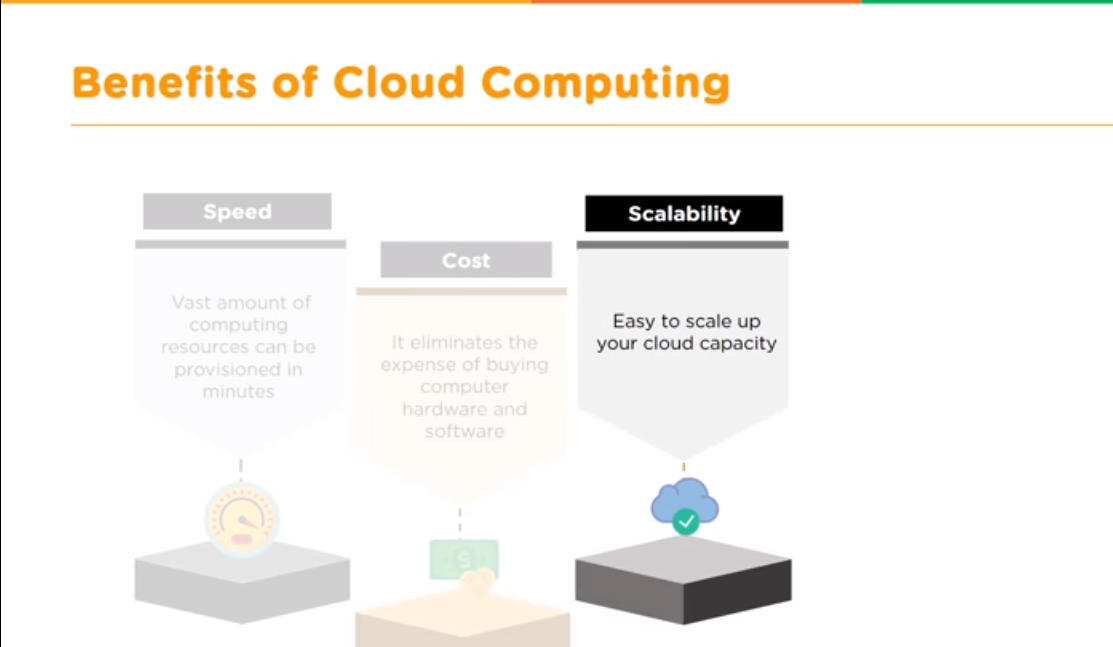 Benefits of Cloud Computing
Speed
Vast amount of
computing
resources can be
provisioned in
minutes
Cost
It eliminates the
expense of buying
computer
hardware and
software
$
Scalability
Easy to scale up
your cloud capacity